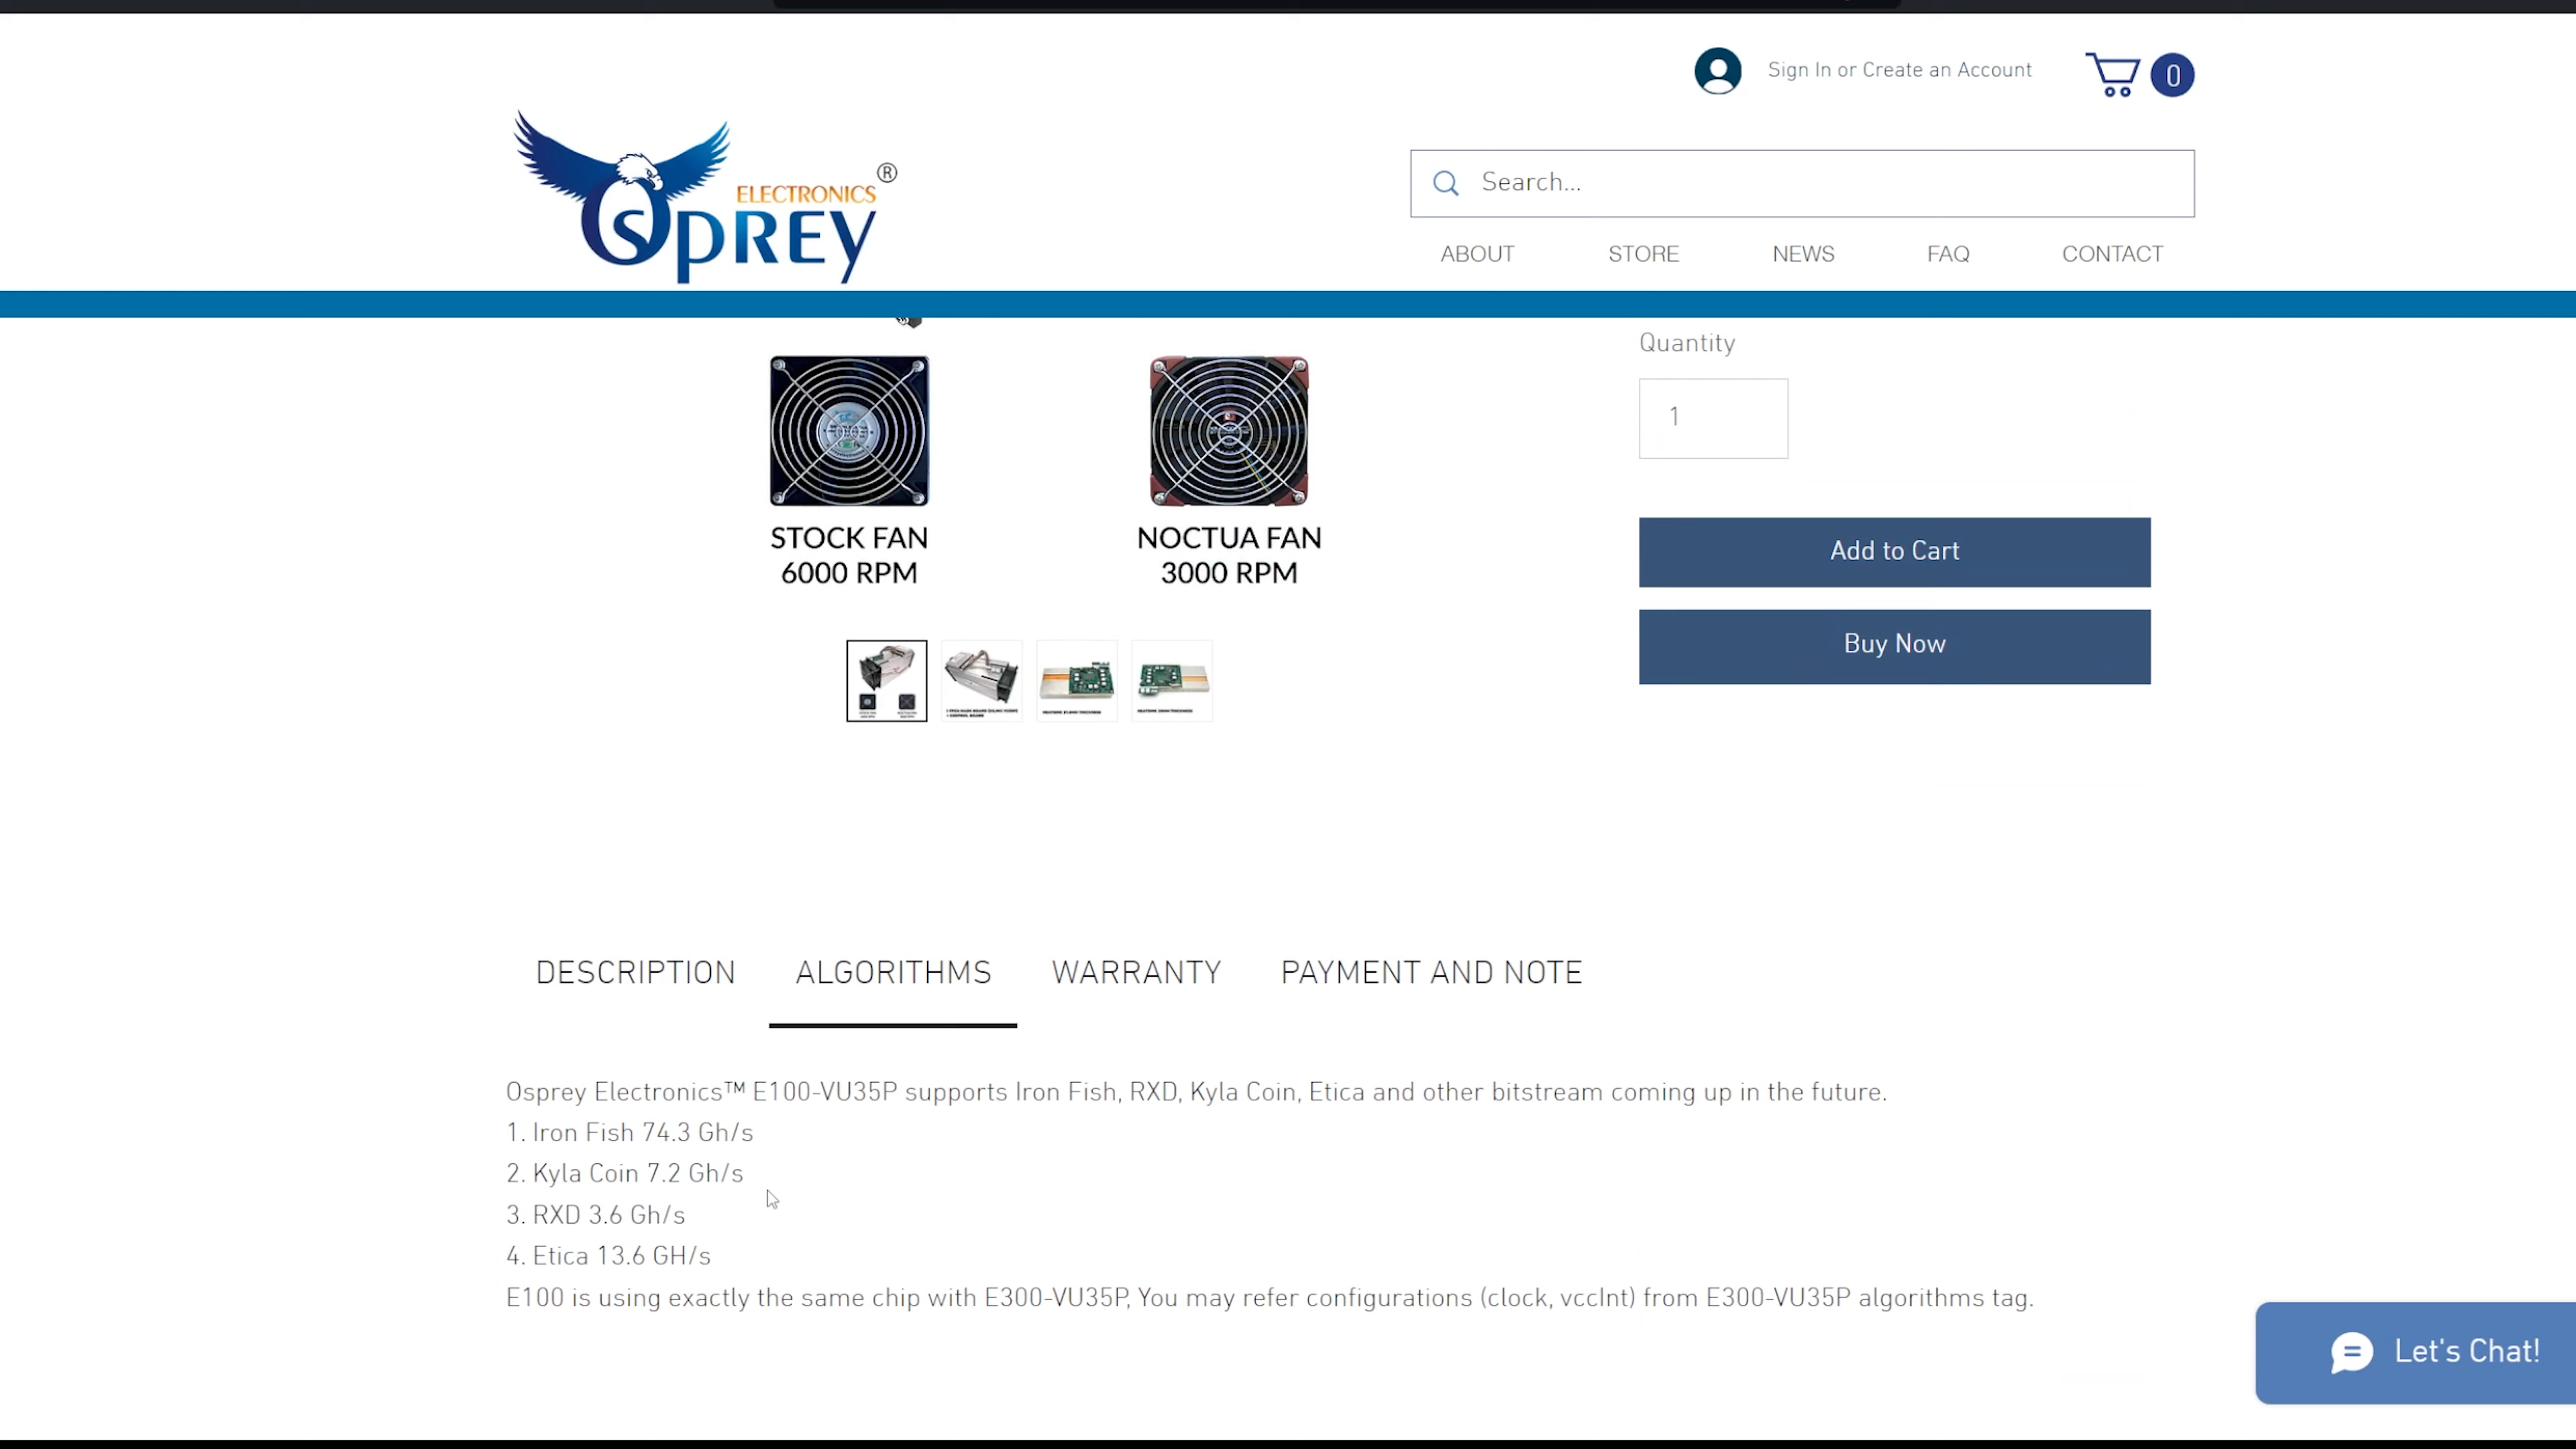 Sign In or Create an Account
0
ELECTRONICS
®
OSPREY
Search...
ABOUT STORE NEWS FAQ CONTACT
Quantity
1
STOCK FAN
6000 RPM
NOCTUA FAN
3000 RPM
Add to Cart
Buy Now
DESCRIPTION ALGORITHMS WARRANTY PAYMENT AND NOTE
Osprey Electronics™ E100-VU35P supports Iron Fish, RXD, Kyla Coin, Etica and other bitstream coming up in the future.
1. Iron Fish 74.3 Gh/s
2. Kyla Coin 7.2 Gh/s
3. RXD 3.6 Gh/s
4. Etica 13.6 GH/s
E100 is using exactly the same chip with E300-VU35P, You may refer configurations (clock, vccInt) from E300-VU35P algorithms tag.
Let's Chat!